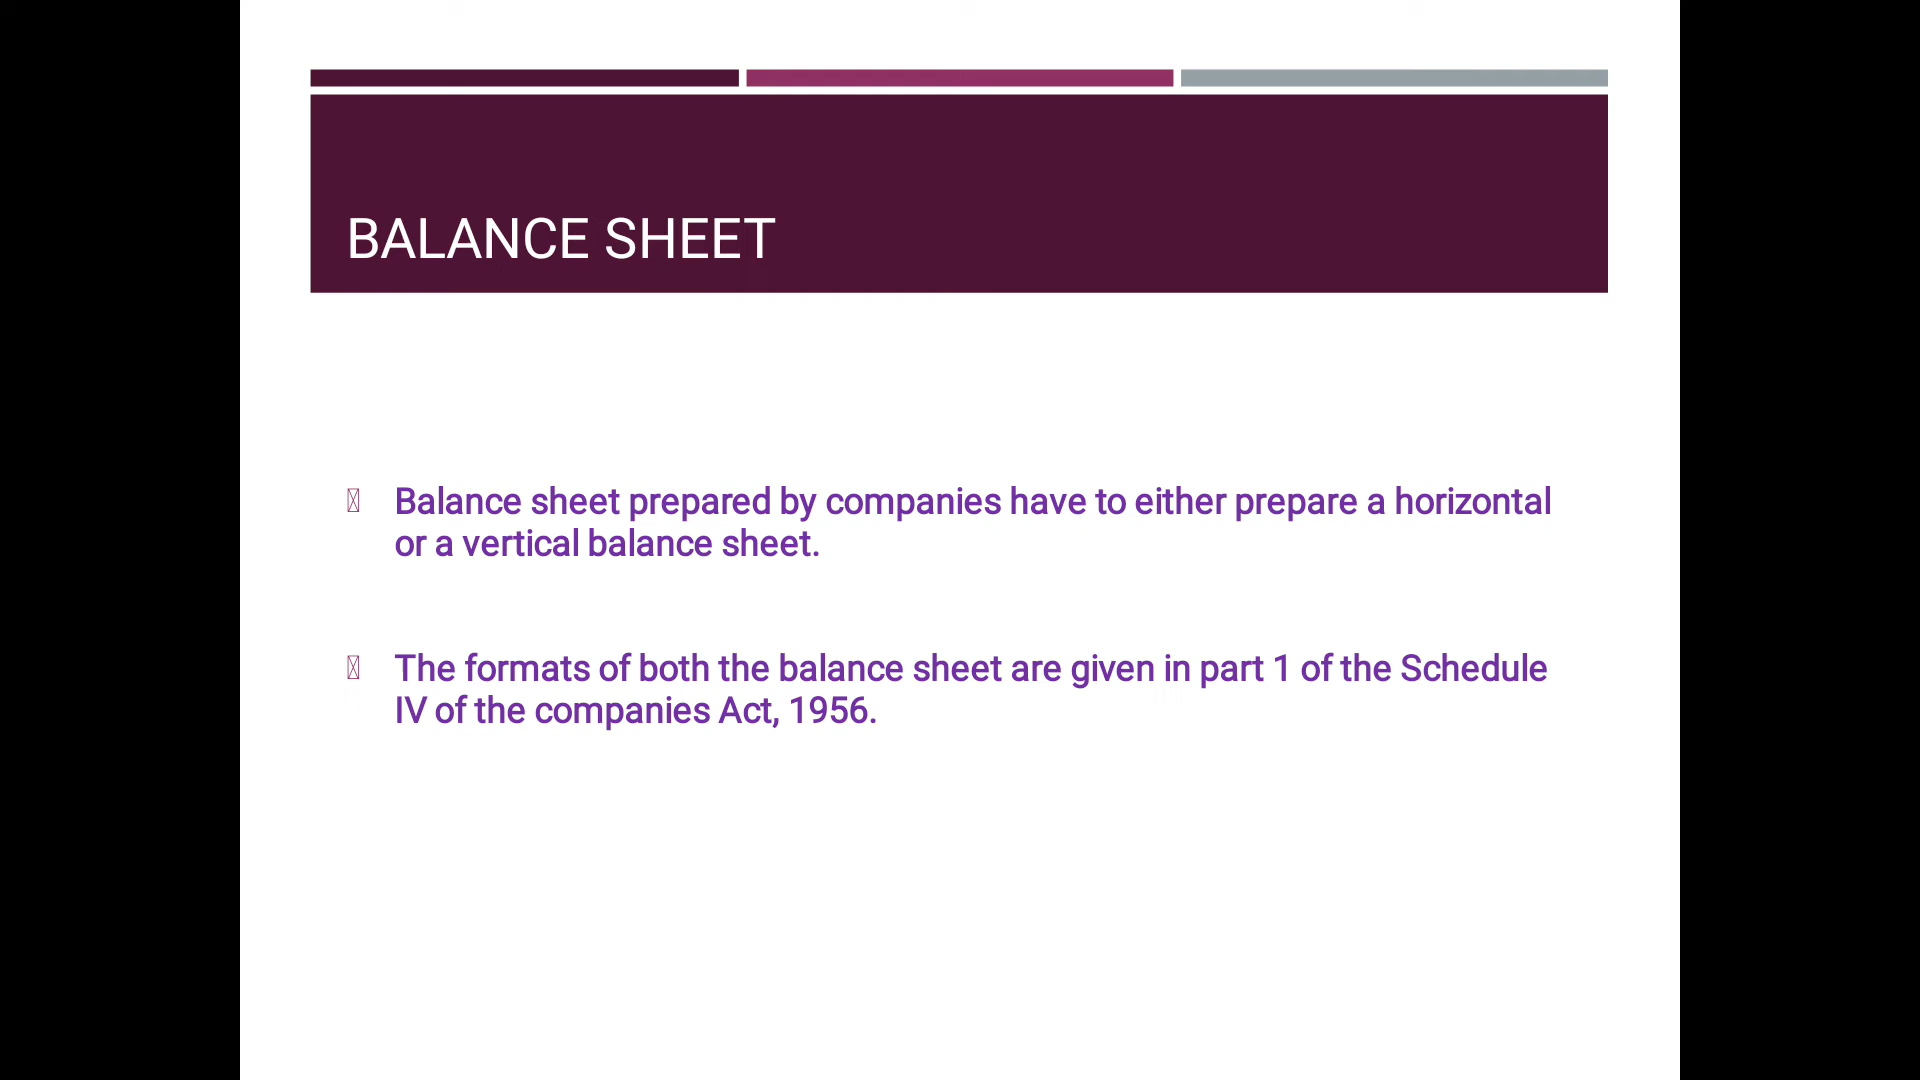 BALANCE SHEET
Balance sheet prepared by companies have to either prepare a horizontal
or a vertical balance sheet.
The formats of both the balance sheet are given in part 1 of the Schedule
IV of the companies Act, 1956.